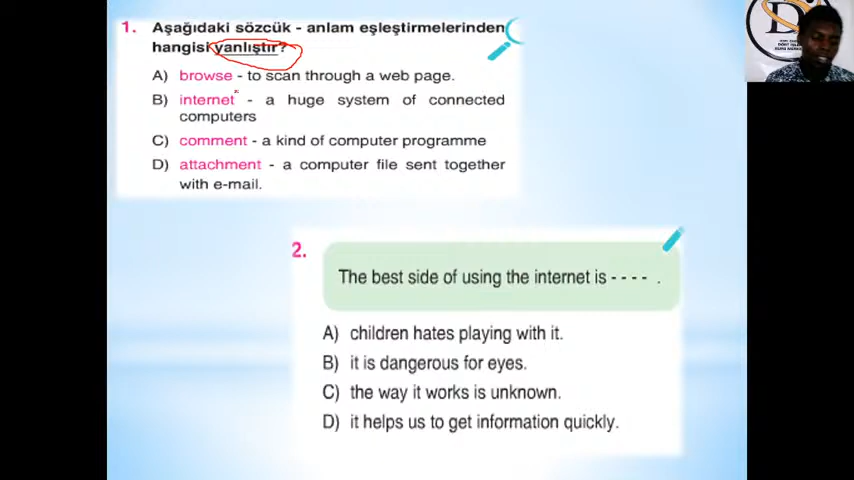 1. Aşağıdaki sözcük - anlam eşleştirmelerinden
hangisi yanlıştır?
A) browse - to scan through a web page.
B) internet - a huge system of connected
computers
C) comment - a kind of computer programme
D) attachment - a computer file sent together
with e-mail.
2.
The best side of using the internet is - - - - .
A) children hates playing with it.
B) it is dangerous for eyes.
C) the way it works is unknown.
D) it helps us to get information quickly.